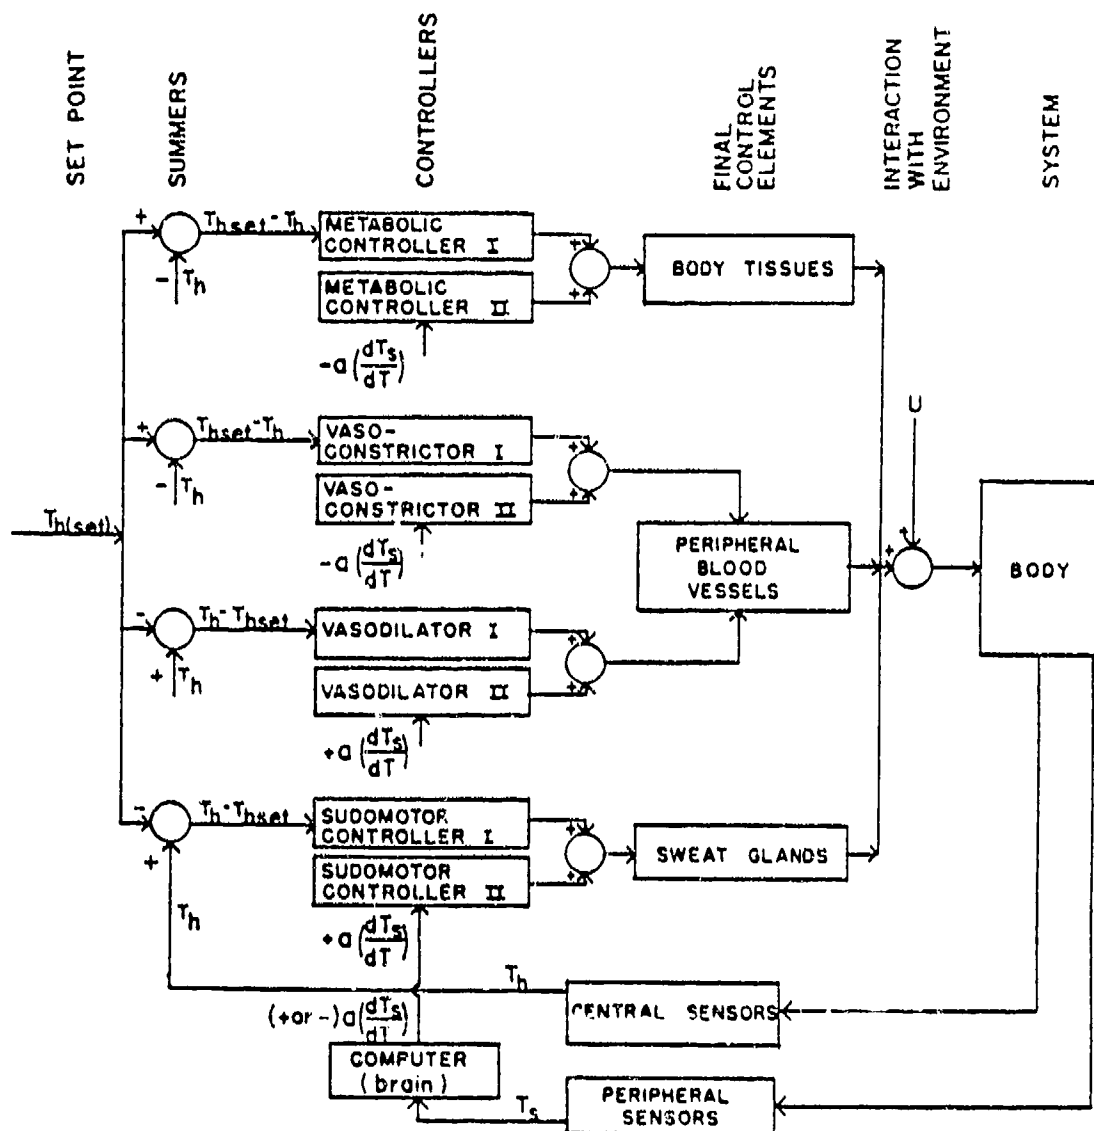 SET POINT
SUMMERS
CONTROLLERS
FINAL
CONTROL
ELEMENTS
INTERACTION
WITH
ENVIRONMENT
SYSTEM
+
Thset-Th
-
Th
METABOLIC
CONTROLLER I
METABOLIC
CONTROLLER II
-a(dTs/dT)
+
+
BODY TISSUES
+
Thset-Th
-
Th
VASO-
CONSTRICTOR I
VASO-
CONSTRICTOR II
-a(dTs/dT)
+
+
Th(set)
PERIPHERAL
BLOOD
VESSELS
U
+
+
BODY
-
Th-Thset
+
Th
VASODILATOR I
VASODILATOR II
+a(dTs/dT)
+
+
-
Th-Thset
+
Th
SUDOMOTOR
CONTROLLER I
SUDOMOTOR
CONTROLLER II
+a(dTs/dT)
+
+
SWEAT GLANDS
Th
CENTRAL SENSORS
(+or -)a(dTs/dT)
COMPUTER
(brain)
Ts
PERIPHERAL
SENSORS